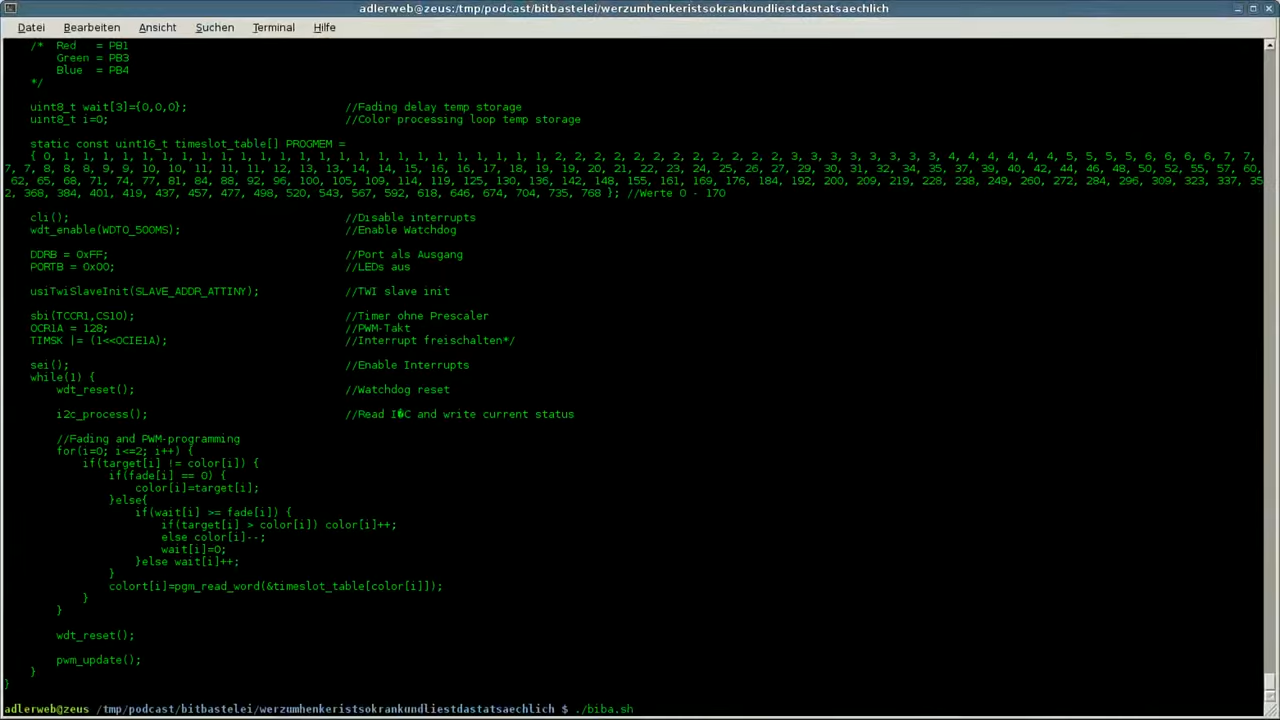 adlerweb@zeus:/tmp/podcast/bitbastelei/werzumhenkeristsokrankundliestdastatsaechlich
Datei Bearbeiten Ansicht Suchen Terminal Hilfe
/* Red = PB1
Green = PB3
Blue = PB4
*/
uint8_t wait[3]={0,0,0}; //Fading delay temp storage
uint8_t i=0; //Color processing loop temp storage
static const uint16_t timeslot_table[] PROGMEM =
{ 0, 1, 1, 1, 1, 1, 1, 1, 1, 1, 1, 1, 1, 1, 1, 1, 1, 1, 1, 1, 1, 1, 1, 1, 1, 1, 2, 2, 2, 2, 2, 2, 2, 2, 2, 2, 2, 2, 3, 3, 3, 3, 3, 3, 3, 3, 4, 4, 4, 4, 4, 4, 5, 5, 5, 5, 6, 6, 6, 6, 7, 7,
7, 7, 8, 8, 8, 9, 9, 10, 10, 11, 11, 11, 12, 13, 13, 14, 14, 15, 16, 16, 17, 18, 19, 20, 21, 22, 23, 24, 25, 26, 27, 29, 30, 31, 32, 34, 35, 37, 39, 40, 42, 44, 46, 48, 50, 52, 55, 57, 60,
62, 65, 68, 71, 74, 77, 81, 84, 88, 92, 96, 100, 105, 109, 114, 119, 125, 130, 136, 142, 148, 155, 161, 169, 176, 184, 192, 200, 209, 219, 228, 238, 249, 260, 272, 284, 296, 309, 323, 337, 35
2, 368, 384, 401, 419, 437, 457, 477, 498, 520, 543, 567, 592, 618, 646, 674, 704, 735, 768 }; //Werte 0 - 170
cli(); //Disable interrupts
wdt_enable(WDTO_500MS); //Enable Watchdog
DDRB = 0xFF; //Port als Ausgang
PORTB = 0x00; //LEDs aus
usiTwiSlaveInit(SLAVE_ADDR_ATTINY); //TWI slave init
sbi(TCCR1,CS10); //Timer ohne Prescaler
OCR1A = 128; //PWM-Takt
TIMSK |= (1<<OCIE1A); //Interrupt freischalten*/
sei(); //Enable Interrupts
while(1) {
wdt_reset(); //Watchdog reset
i2c_process(); //Read I�C and write current status
//Fading and PWM-programming
for(i=0; i<=2; i++) {
if(target[i] != color[i]) {
if(fade[i] == 0) {
color[i]=target[i];
}else{
if(wait[i] >= fade[i]) {
if(target[i] > color[i]) color[i]++;
else color[i]--;
wait[i]=0;
}else wait[i]++;
}
colort[i]=pgm_read_word(&timeslot_table[color[i]]);
}
}
wdt_reset();
pwm_update();
}
}
adlerweb@zeus /tmp/podcast/bitbastelei/werzumhenkeristsokrankundliestdastatsaechlich $ ./biba.sh